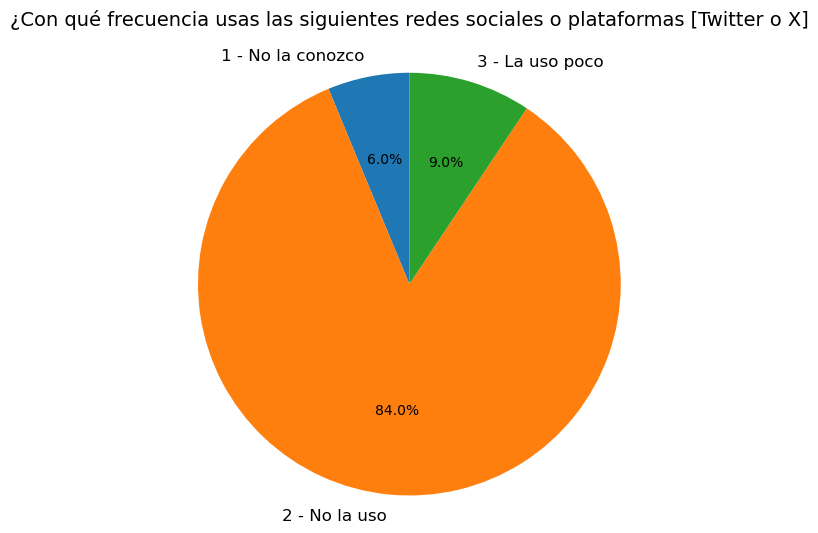 ¿Con qué frecuencia usas las siguientes redes sociales o plataformas [Twitter o X]
1 - No la conozco
3 - La uso poco
6.0%
9.0%
84.0%
2 - No la uso